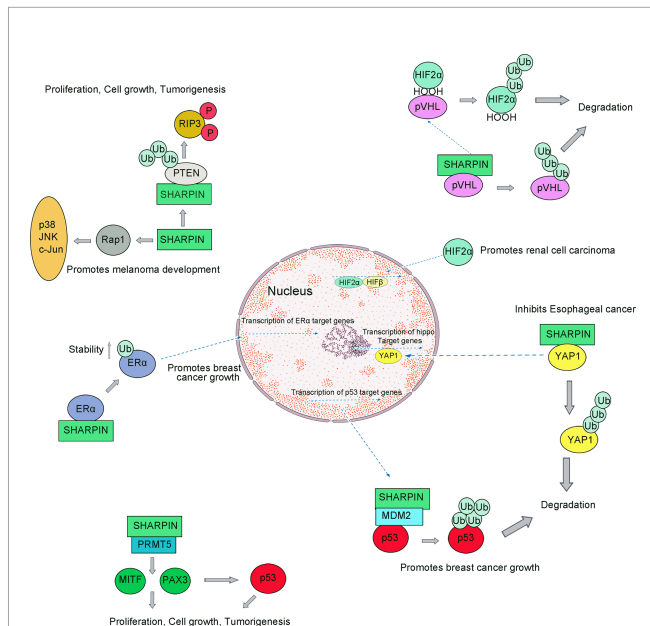 Proliferation, Cell growth, Tumorigenesis
P
RIP3
P
Ub
Ub
Ub
PTEN
SHARPIN
p38
JNK
c-Jun
Rap1
SHARPIN
Promotes melanoma development
HIF2α
HOOH
pVHL
Ub
Ub
Ub
HIF2α
HOOH
Degradation
SHARPIN
pVHL
Ub
Ub
Ub
pVHL
HIF2α
Promotes renal cell carcinoma
Nucleus
HIF2α
HIFβ
Transcription of ERα target genes
Transcription of hippo
Target genes
YAP1
Transcription of p53 target genes
Stability
Ub
ERα
Promotes breast
cancer growth
ERα
SHARPIN
Inhibits Esophageal cancer
SHARPIN
YAP1
Ub
Ub
Ub
YAP1
Degradation
SHARPIN
MDM2
p53
Ub
Ub
Ub
Ub
p53
Promotes breast cancer growth
SHARPIN
PRMT5
MITF
PAX3
p53
Proliferation, Cell growth, Tumorigenesis